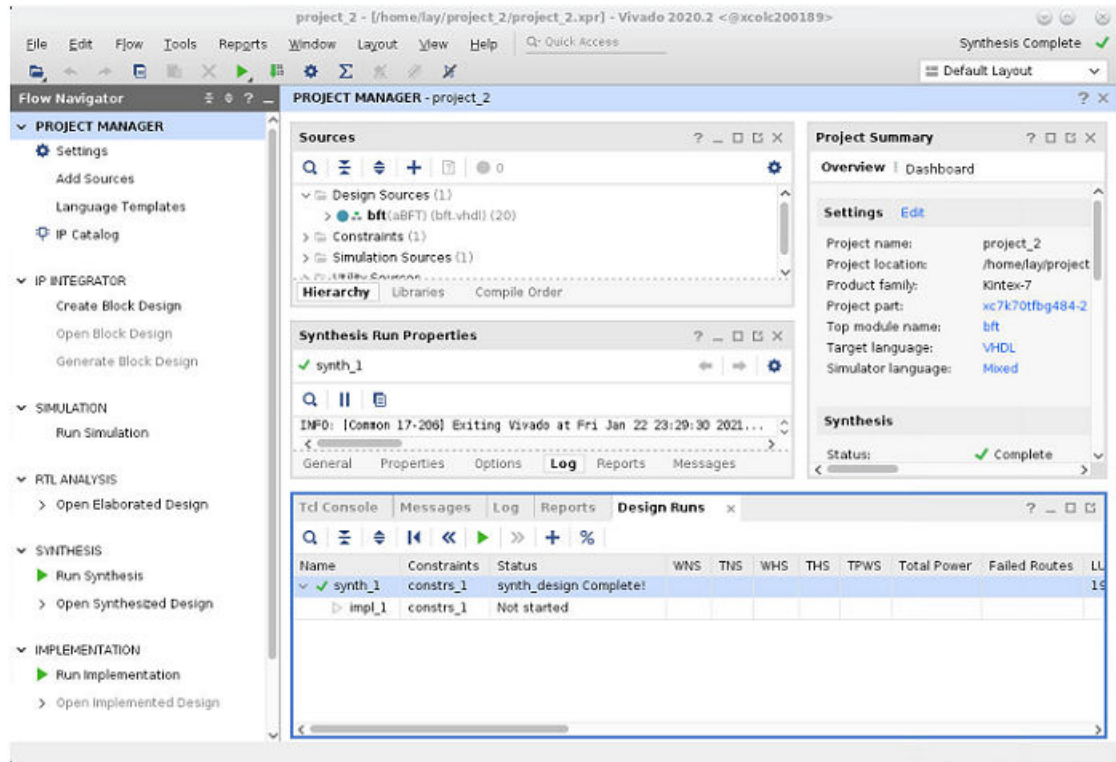 project_2 - [/home/lay/project_2/project_2.xpr] - Vivado 2020.2 <@xcolc200189>
File Edit Flow Tools Reports Window Layout View Help Q- Quick Access
Synthesis Complete
Default Layout
Flow Navigator
PROJECT MANAGER
Settings
Add Sources
Language Templates
IP Catalog
IP INTEGRATOR
Create Block Design
Open Block Design
Generate Block Design
SIMULATION
Run Simulation
RTL ANALYSIS
Open Elaborated Design
SYNTHESIS
Run Synthesis
Open Synthesized Design
IMPLEMENTATION
Run Implementation
Open Implemented Design
PROJECT MANAGER - project_2
Sources
0
Design Sources (1)
bft(aBFT) (bft.vhdl) (20)
Constraints (1)
Simulation Sources (1)
Utility Sources
Hierarchy Libraries Compile Order
Synthesis Run Properties
synth_1
INFO: [Common 17-206] Exiting Vivado at Fri Jan 22 23:29:30 2021...
General Properties Options Log Reports Messages
Project Summary
Overview | Dashboard
Settings Edit
Project name: project_2
Project location: /home/lay/project
Product family: Kintex-7
Project part: xc7k70tfbg484-2
Top module name: bft
Target language: VHDL
Simulator language: Mixed
Synthesis
Status: Complete
Tcl Console Messages Log Reports Design Runs
Name Constraints Status WNS TNS WHS THS TPWS Total Power Failed Routes LU
synth_1 constrs_1 synth_design Complete! 19
impl_1 constrs_1 Not started